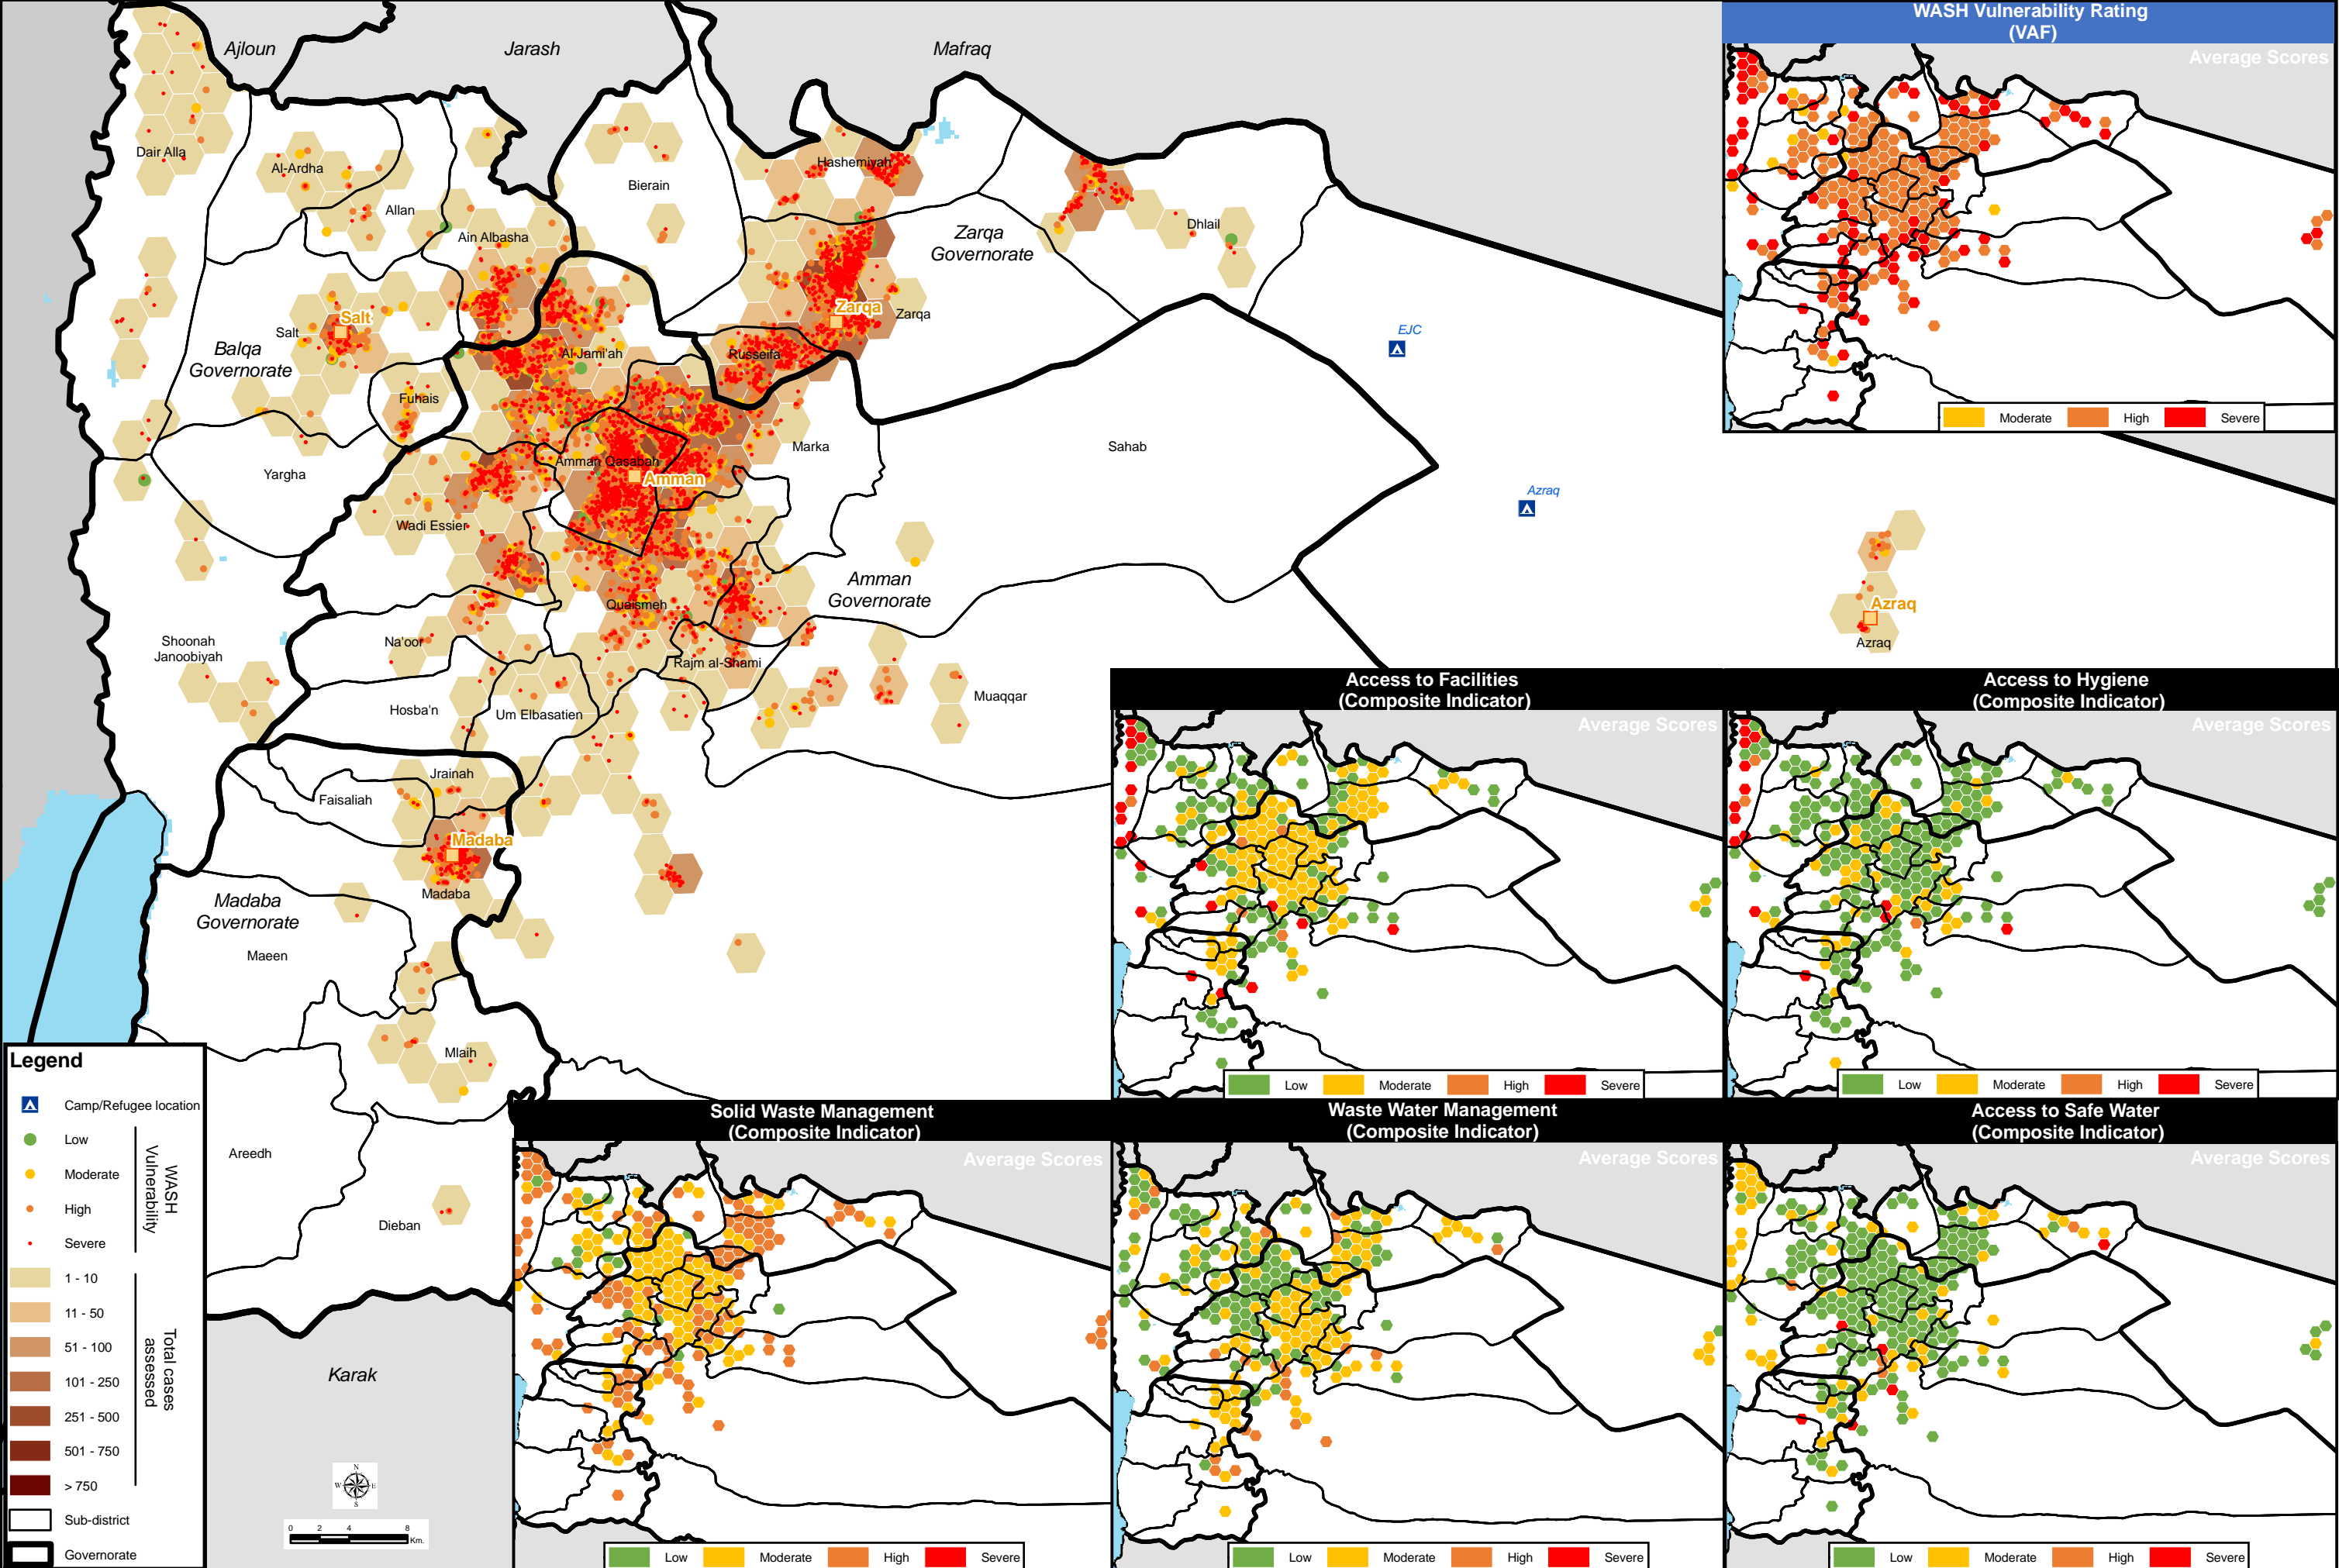 Ajloun
Jarash
Mafraq
Dair Alla
Al-Ardha
Allan
Bierain
Hashemiyah
Ain Albasha
Zarqa
Governorate
Dhlail
Salt
Salt
Zarqa
Zarqa
Balqa
Governorate
Al-Jami'ah
Russeifa
EJC
Fuhais
Yargha
Amman Qasabah
Amman
Marka
Sahab
Azraq
Wadi Essier
Amman
Governorate
Quaismeh
Azraq
Azraq
Shoonah
Janoobiyah
Na'oor
Rajm al-Shami
Hosba'n
Um Elbasatien
Muaqqar
Jrainah
Faisaliah
Madaba
Madaba
Madaba
Governorate
Maeen
Mlaih
Areedh
Dieban
Karak
WASH Vulnerability Rating
(VAF)
Average Scores
Moderate
High
Severe
Access to Facilities
(Composite Indicator)
Average Scores
Low
Moderate
High
Severe
Access to Hygiene
(Composite Indicator)
Average Scores
Low
Moderate
High
Severe
Solid Waste Management
(Composite Indicator)
Average Scores
Low
Moderate
High
Severe
Waste Water Management
(Composite Indicator)
Average Scores
Low
Moderate
High
Severe
Access to Safe Water
(Composite Indicator)
Average Scores
Low
Moderate
High
Severe
Legend
Camp/Refugee location
Low
Moderate
High
Severe
WASH
Vulnerability
1 - 10
11 - 50
51 - 100
101 - 250
251 - 500
501 - 750
> 750
Total cases
assessed
Sub-district
Governorate
N
W
E
S
0 2 4 8
Km.